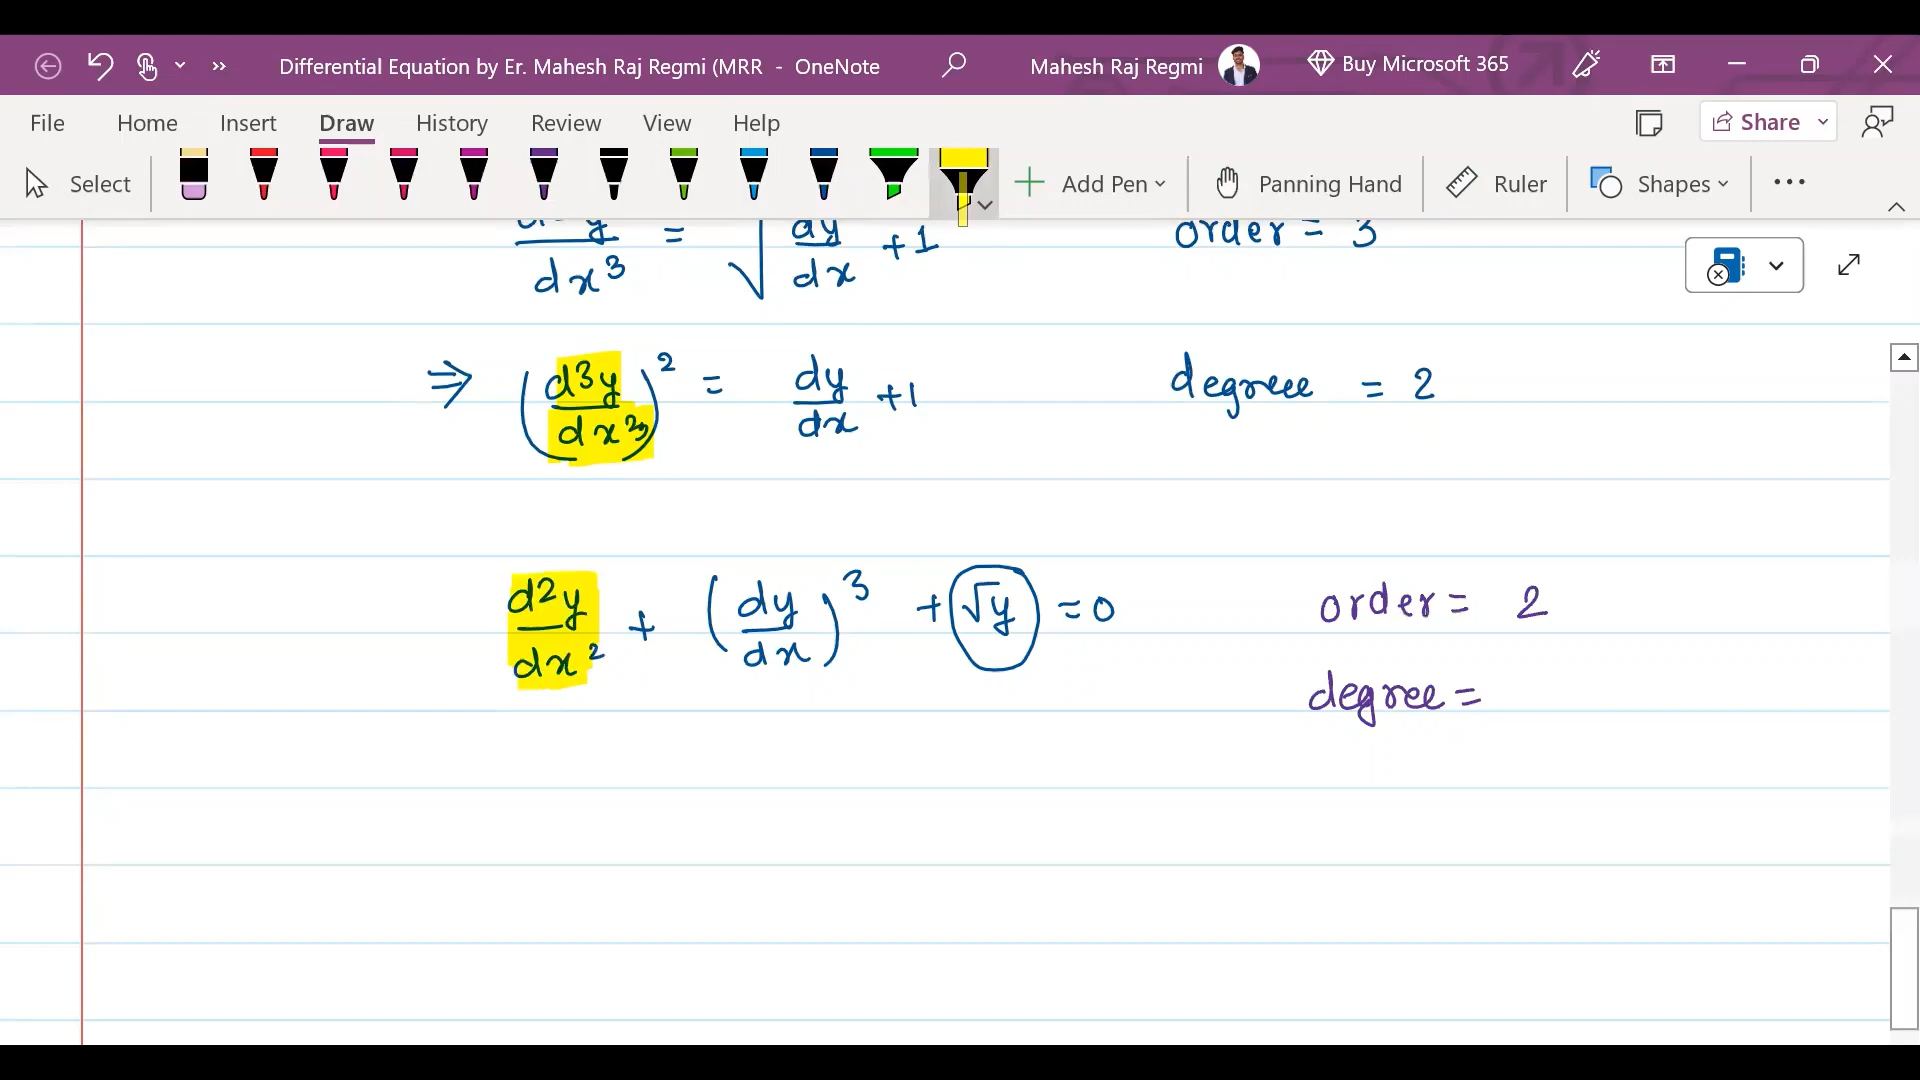 Differential Equation by Er. Mahesh Raj Regmi (MRR - OneNote
Mahesh Raj Regmi
Buy Microsoft 365
File Home Insert Draw History Review View Help
Share
Select
Add Pen
Panning Hand
Ruler
Shapes
d³y/dx³ = √(dy/dx + 1) order = 3
⇒ (d³y/dx³)² = dy/dx + 1 degreee = 2
d²y/dx² + (dy/dx)³ + √y = 0 order = 2
degree =